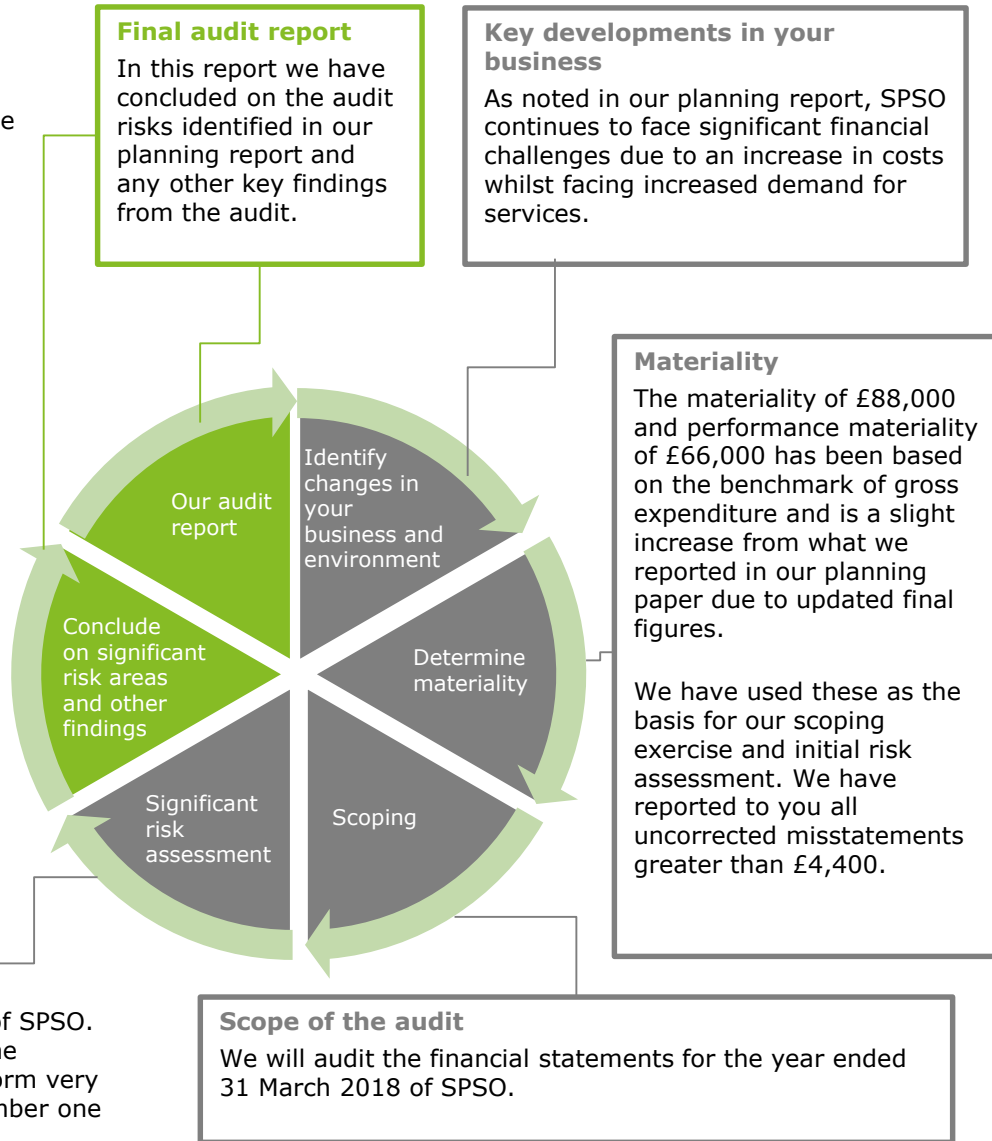 Final audit report
In this report we have
concluded on the audit
risks identified in our
planning report and
any other key findings
from the audit.
Key developments in your
business
As noted in our planning report, SPSO
continues to face significant financial
challenges due to an increase in costs
whilst facing increased demand for
services.
Materiality
The materiality of £88,000
and performance materiality
of £66,000 has been based
on the benchmark of gross
expenditure and is a slight
increase from what we
reported in our planning
paper due to updated final
figures.
We have used these as the
basis for our scoping
exercise and initial risk
assessment. We have
reported to you all
uncorrected misstatements
greater than £4,400.
Our audit
report
Identify
changes in
your
business and
environment
Conclude
on significant
risk areas
and other
findings
Determine
materiality
Significant
risk
assessment
Scoping
of SPSO.
Scope of the audit
We will audit the financial statements for the year ended
31 March 2018 of SPSO.
very
one